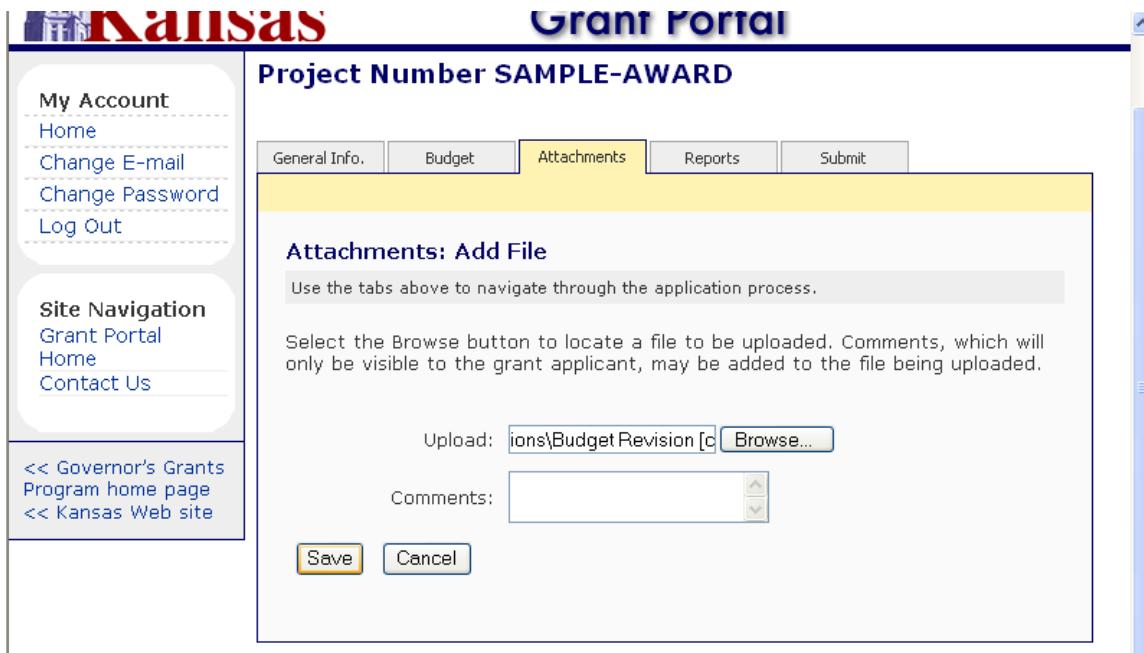 Kansas
Grant Portal
My Account
Home
Change E-mail
Change Password
Log Out
Site Navigation
Grant Portal
Home
Contact Us
<< Governor's Grants
Program home page
<< Kansas Web site
Project Number SAMPLE-AWARD
General Info.
Budget
Attachments
Reports
Submit
Attachments: Add File
Use the tabs above to navigate through the application process.
Select the Browse button to locate a file to be uploaded. Comments, which will
only be visible to the grant applicant, may be added to the file being uploaded.
Upload: ions\Budget Revision [c Browse...
Comments:
Save Cancel